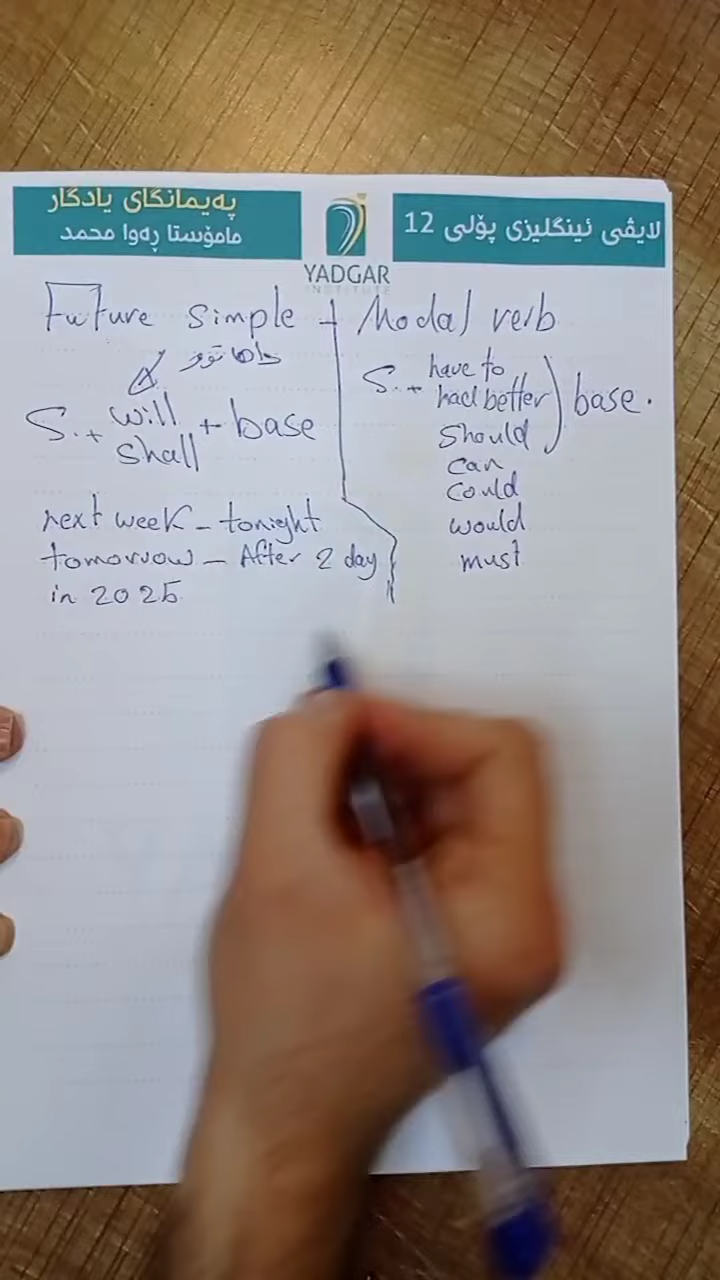 پەیمانگای یادگار
مامۆستا ڕەوا محمد
لایڤی ئینگلیزی پۆلی 12
YADGAR
INSTITUTE
Future simple + Modal verb
داهاتوو
S. + will + base
shall
next week - tonight
tomorrow - After 2 day
in 2025
S. + have to
had better
should
can
could
would
must
base.